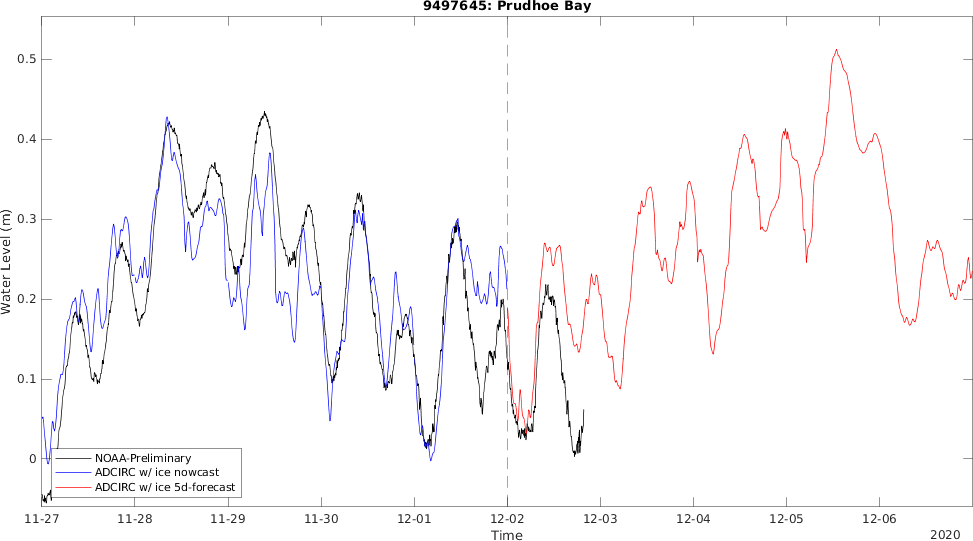 9497645: Prudhoe Bay
Water Level (m)
0.5
0.4
0.3
0.2
0.1
0
NOAA-Preliminary
ADCIRC w/ ice nowcast
ADCIRC w/ ice 5d-forecast
11-27 11-28 11-29 11-30 12-01 12-02 12-03 12-04 12-05 12-06
Time
2020